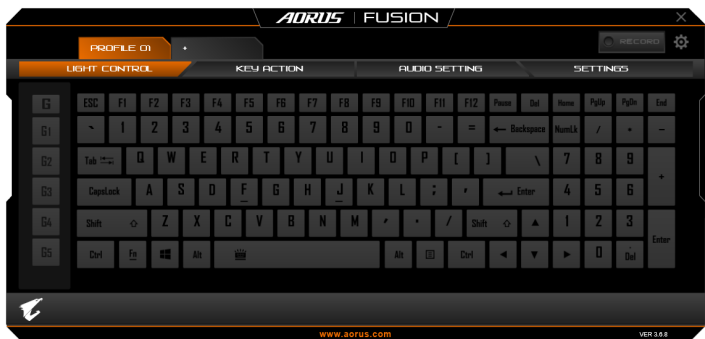 AORUS FUSION
PROFILE 01 + RECORD
LIGHT CONTROL KEY ACTION AUDIO SETTING SETTINGS
G ESC F1 F2 F3 F4 F5 F6 F7 F8 F9 F10 F11 F12 Pause Del Home PgUp PgDn End
G1 ~ 1 2 3 4 5 6 7 8 9 0 - = Backspace NumLk / * -
G2 Tab Q W E R T Y U I O P [ ] \ 7 8 9 +
G3 CapsLock A S D F G H J K L ; ' Enter 4 5 6
G4 Shift Z X C V B N M , . / Shift 1 2 3
G5 Ctrl Fn Alt Alt Ctrl 0 . Del Enter
www.aorus.com VER 3.6.8